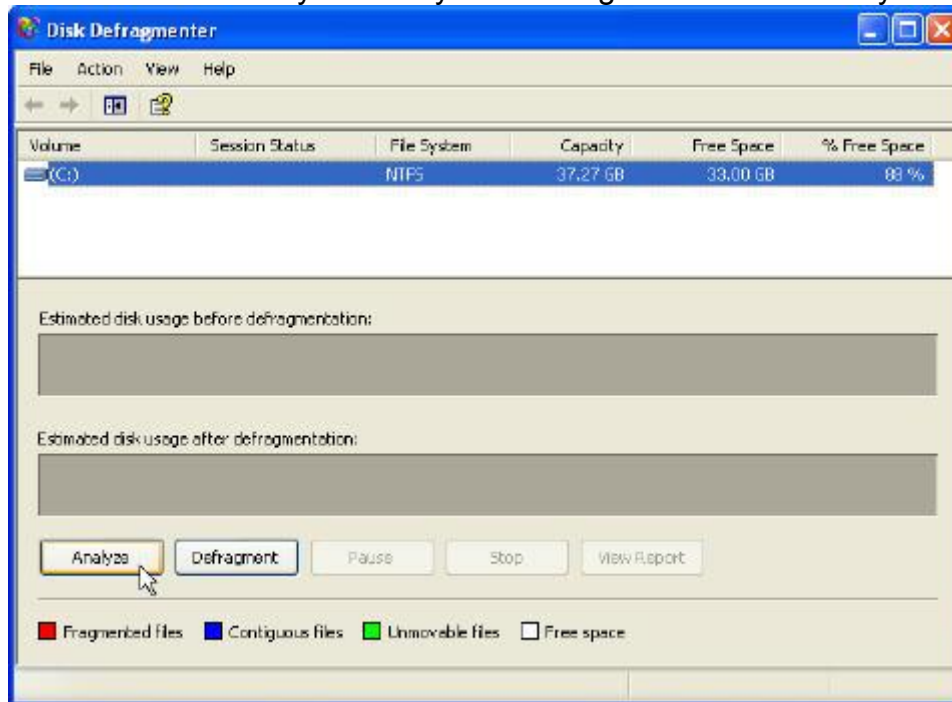 Disk Defragmenter
File Action View Help
Volume Session Status File System Capacity Free Space % Free Space
(C:) NTFS 37.27 GB 33.00 GB 88 %
Estimated disk usage before defragmentation:
Estimated disk usage after defragmentation:
Analyze Defragment Pause Stop View Report
Fragmented files Contiguous files Unmovable files Free space